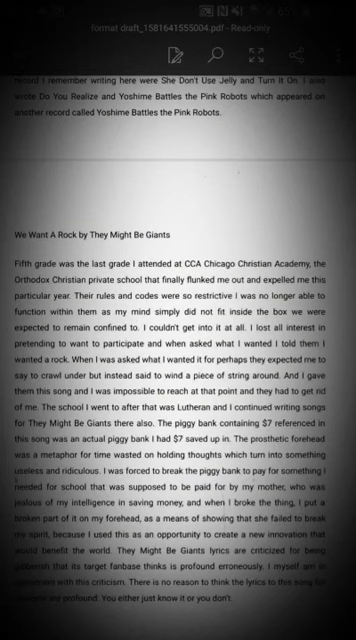 format draft_1581641555004.pdf - Read-only
record I remember writing here were She Don't Use Jelly and Turn It On. I also
wrote Do You Realize and Yoshime Battles the Pink Robots which appeared on
another record called Yoshime Battles the Pink Robots.
We Want A Rock by They Might Be Giants
Fifth grade was the last grade I attended at CCA Chicago Christian Academy, the
Orthodox Christian private school that finally flunked me out and expelled me this
particular year. Their rules and codes were so restrictive I was no longer able to
function within them as my mind simply did not fit inside the box we were
expected to remain confined to. I couldn't get into it at all. I lost all interest in
pretending to want to participate and when asked what I wanted I told them I
wanted a rock. When I was asked what I wanted it for perhaps they expected me to
say to crawl under but instead said to wind a piece of string around. And I gave
them this song and I was impossible to reach at that point and they had to get rid
of me. The school I went to after that was Lutheran and I continued writing songs
for They Might Be Giants there also. The piggy bank containing $7 referenced in
this song was an actual piggy bank I had $7 saved up in. The prosthetic forehead
was a metaphor for time wasted on holding thoughts which turn into something
useless and ridiculous. I was forced to break the piggy bank to pay for something I
needed for school that was supposed to be paid for by my mother, who was
jealous of my intelligence in saving money, and when I broke the thing, I put a
broken part of it on my forehead, as a means of showing that she failed to break
my spirit, because I used this as an opportunity to create a new innovation that
would benefit the world. They Might Be Giants lyrics are criticized for being
gibberish that its target fanbase thinks is profound erroneously. I myself am in
with this criticism. There is no reason to think the lyrics to this song
profound. You either just know it or you don't.